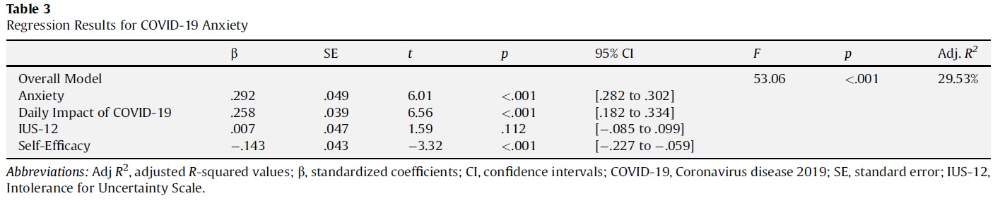 Table 3
Regression Results for COVID-19 Anxiety
β SE t p 95% CI F p Adj. R²
Overall Model 53.06 <.001 29.53%
Anxiety .292 .049 6.01 <.001 [.282 to .302]
Daily Impact of COVID-19 .258 .039 6.56 <.001 [.182 to .334]
IUS-12 .007 .047 1.59 .112 [−.085 to .099]
Self-Efficacy −.143 .043 −3.32 <.001 [−.227 to −.059]
Abbreviations: Adj R², adjusted R-squared values; β, standardized coefficients; CI, confidence intervals; COVID-19, Coronavirus disease 2019; SE, standard error; IUS-12,
Intolerance for Uncertainty Scale.